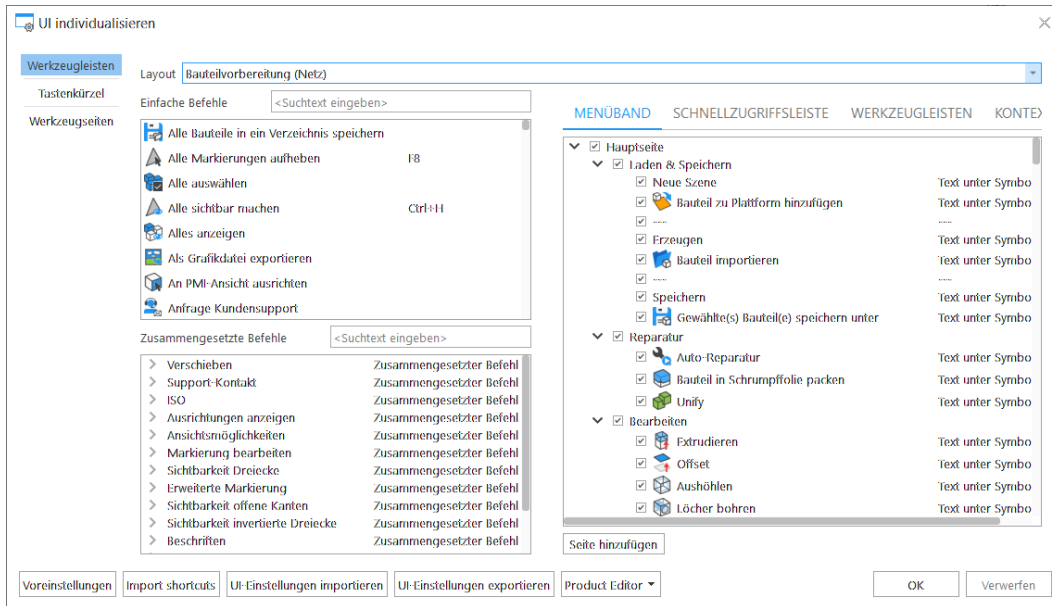 UI individualisieren
Werkzeugleisten
Tastenkürzel
Werkzeugseiten
Layout Bauteilvorbereitung (Netz)
Einfache Befehle <Suchtext eingeben>
Alle Bauteile in ein Verzeichnis speichern
Alle Markierungen aufheben F8
Alle auswählen
Alle sichtbar machen Ctrl+H
Alles anzeigen
Als Grafikdatei exportieren
An PMI-Ansicht ausrichten
Anfrage Kundensupport
Zusammengesetzte Befehle <Suchtext eingeben>
Verschieben Zusammengesetzter Befehl
Support-Kontakt Zusammengesetzter Befehl
ISO Zusammengesetzter Befehl
Ausrichtungen anzeigen Zusammengesetzter Befehl
Ansichtsmöglichkeiten Zusammengesetzter Befehl
Markierung bearbeiten Zusammengesetzter Befehl
Sichtbarkeit Dreiecke Zusammengesetzter Befehl
Erweiterte Markierung Zusammengesetzter Befehl
Sichtbarkeit offene Kanten Zusammengesetzter Befehl
Sichtbarkeit invertierte Dreiecke Zusammengesetzter Befehl
Beschriften Zusammengesetzter Befehl
MENÜBAND SCHNELLZUGRIFFSLEISTE WERKZEUGLEISTEN KONTEX
Hauptseite
Laden & Speichern
Neue Szene Text unter Symbo
Bauteil zu Plattform hinzufügen Text unter Symbo
--- ---
Erzeugen Text unter Symbo
Bauteil importieren Text unter Symbo
--- ---
Speichern Text unter Symbo
Gewählte(s) Bauteil(e) speichern unter Text unter Symbo
Reparatur
Auto-Reparatur Text unter Symbo
Bauteil in Schrumpffolie packen Text unter Symbo
Unify Text unter Symbo
Bearbeiten
Extrudieren Text unter Symbo
Offset Text unter Symbo
Aushöhlen Text unter Symbo
Löcher bohren Text unter Symbo
Seite hinzufügen
Voreinstellungen Import shortcuts UI-Einstellungen importieren UI-Einstellungen exportieren Product Editor OK Verwerfen